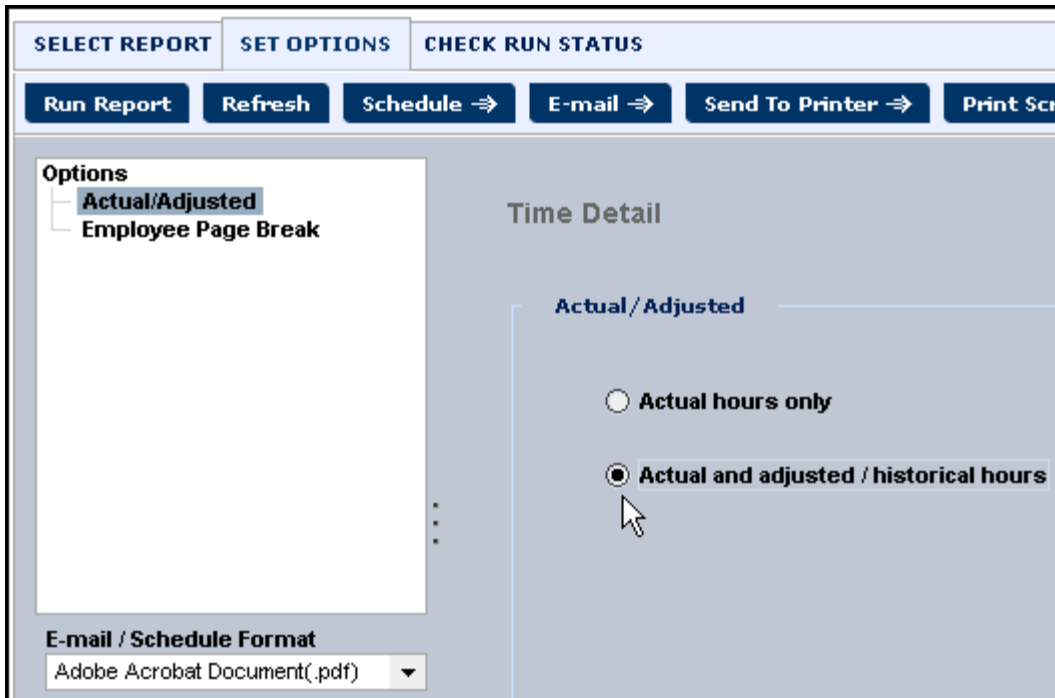 SELECT REPORT SET OPTIONS CHECK RUN STATUS
Run Report Refresh Schedule E-mail Send To Printer Print Scr
Options
Actual/Adjusted
Employee Page Break
Time Detail
Actual/Adjusted
Actual hours only
Actual and adjusted / historical hours
E-mail / Schedule Format
Adobe Acrobat Document(.pdf)